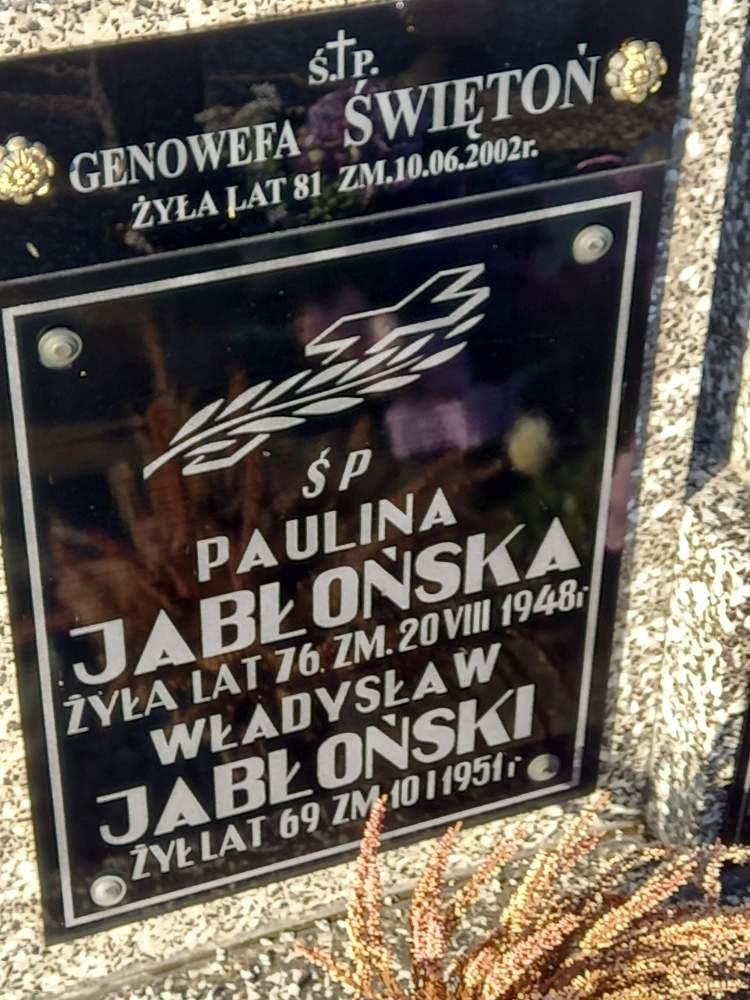 Ś.†P.
GENOWEFA ŚWIĘTOŃ
ŻYŁA LAT 81 ZM.10.06.2002r.
ŚP
PAULINA
JABŁOŃSKA
ŻYŁA LAT 76. ZM. 20 VIII 1948r
WŁADYSŁAW
JABŁOŃSKI
ŻYŁ LAT 69 ZM 10 I 1951r